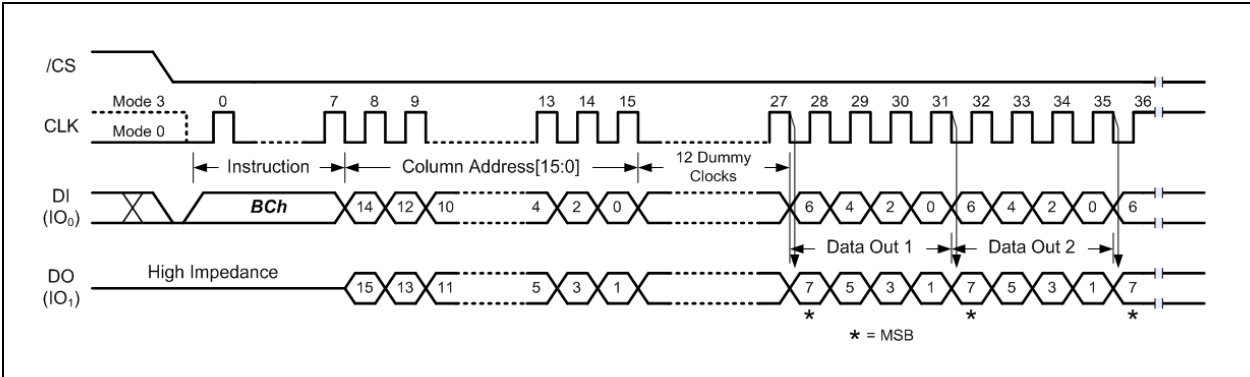 /CS
Mode 3 0 7 8 9 13 14 15 27 28 29 30 31 32 33 34 35 36
CLK
Mode 0
Instruction Column Address[15:0] 12 Dummy
Clocks
DI
(IO0) BCh 14 12 10 4 2 0 6 4 2 0 6 4 2 0 6
Data Out 1 Data Out 2
High Impedance
DO
(IO1) 15 13 11 5 3 1 7 5 3 1 7 5 3 1 7
* * *
* = MSB